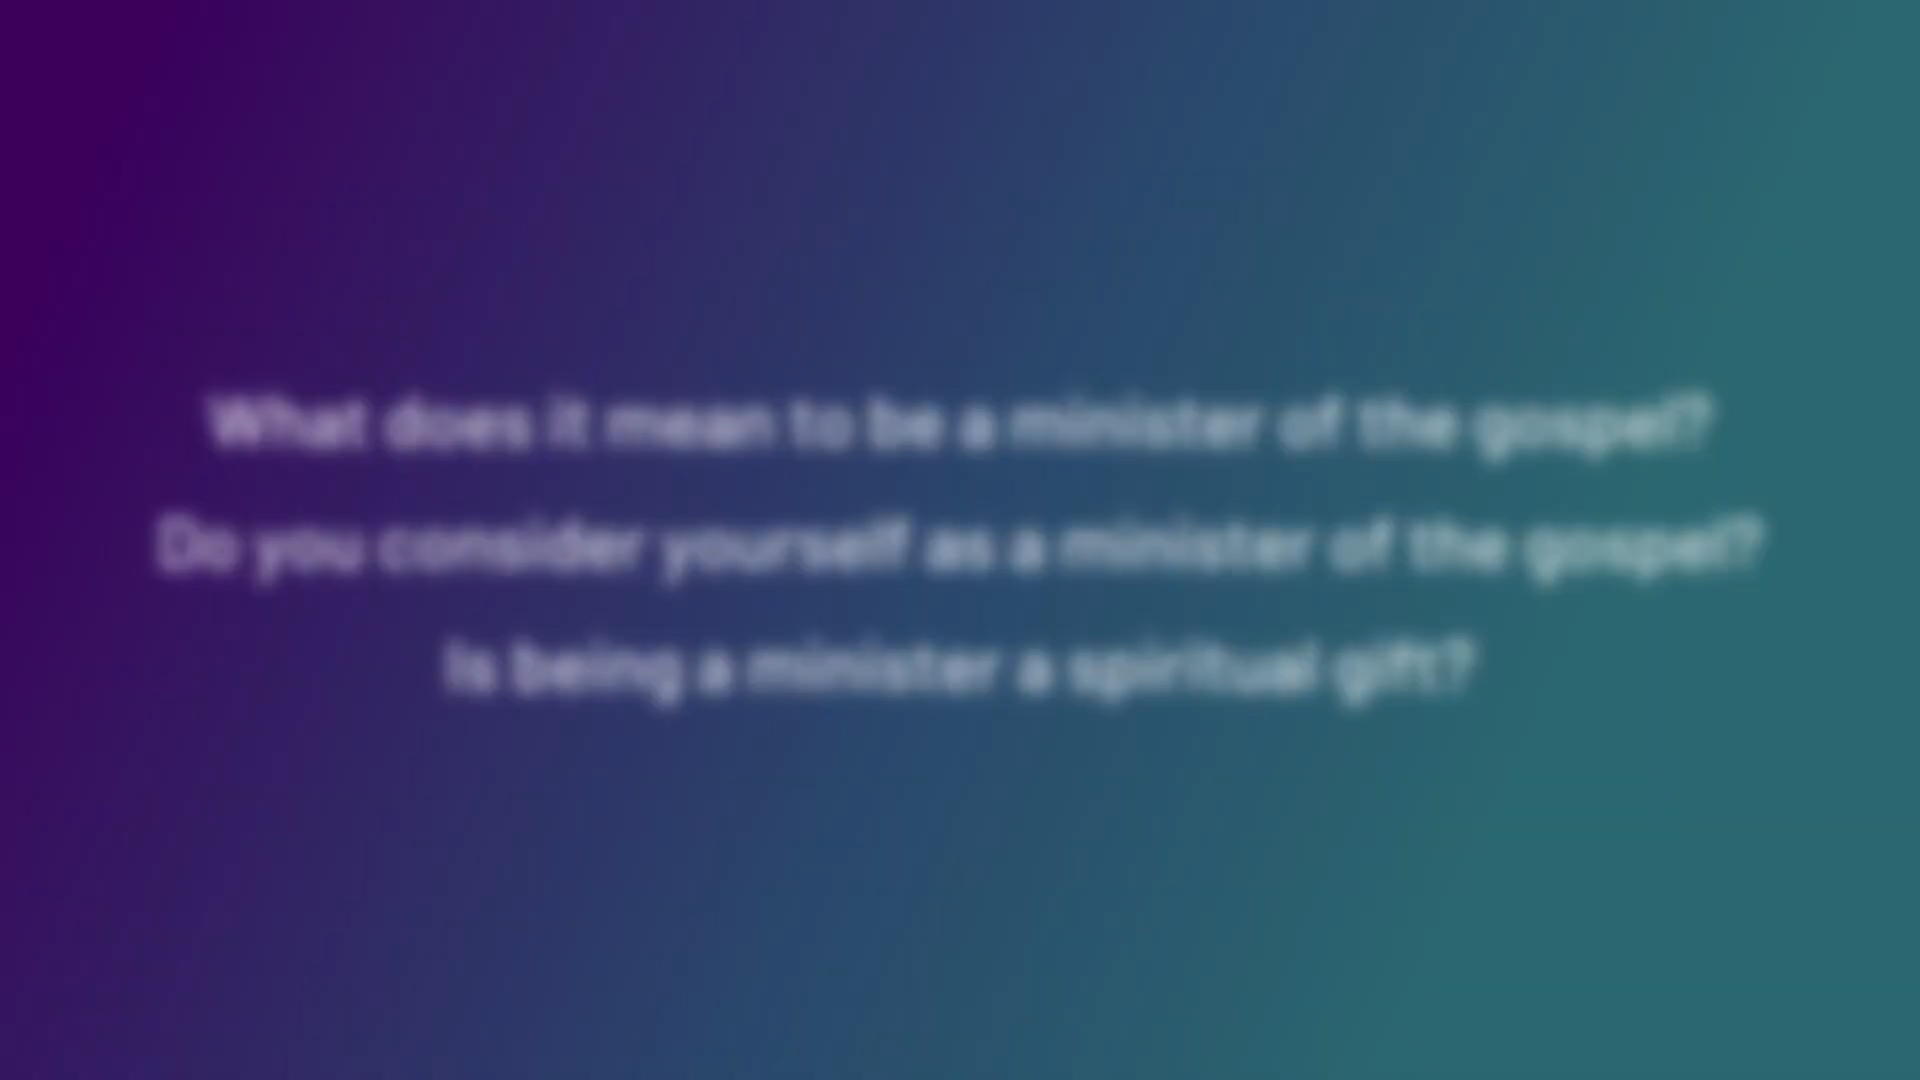 What does it mean to be a minister of the gospel?
Do you consider yourself as a minister of the gospel?
Is being a minister a spiritual gift?